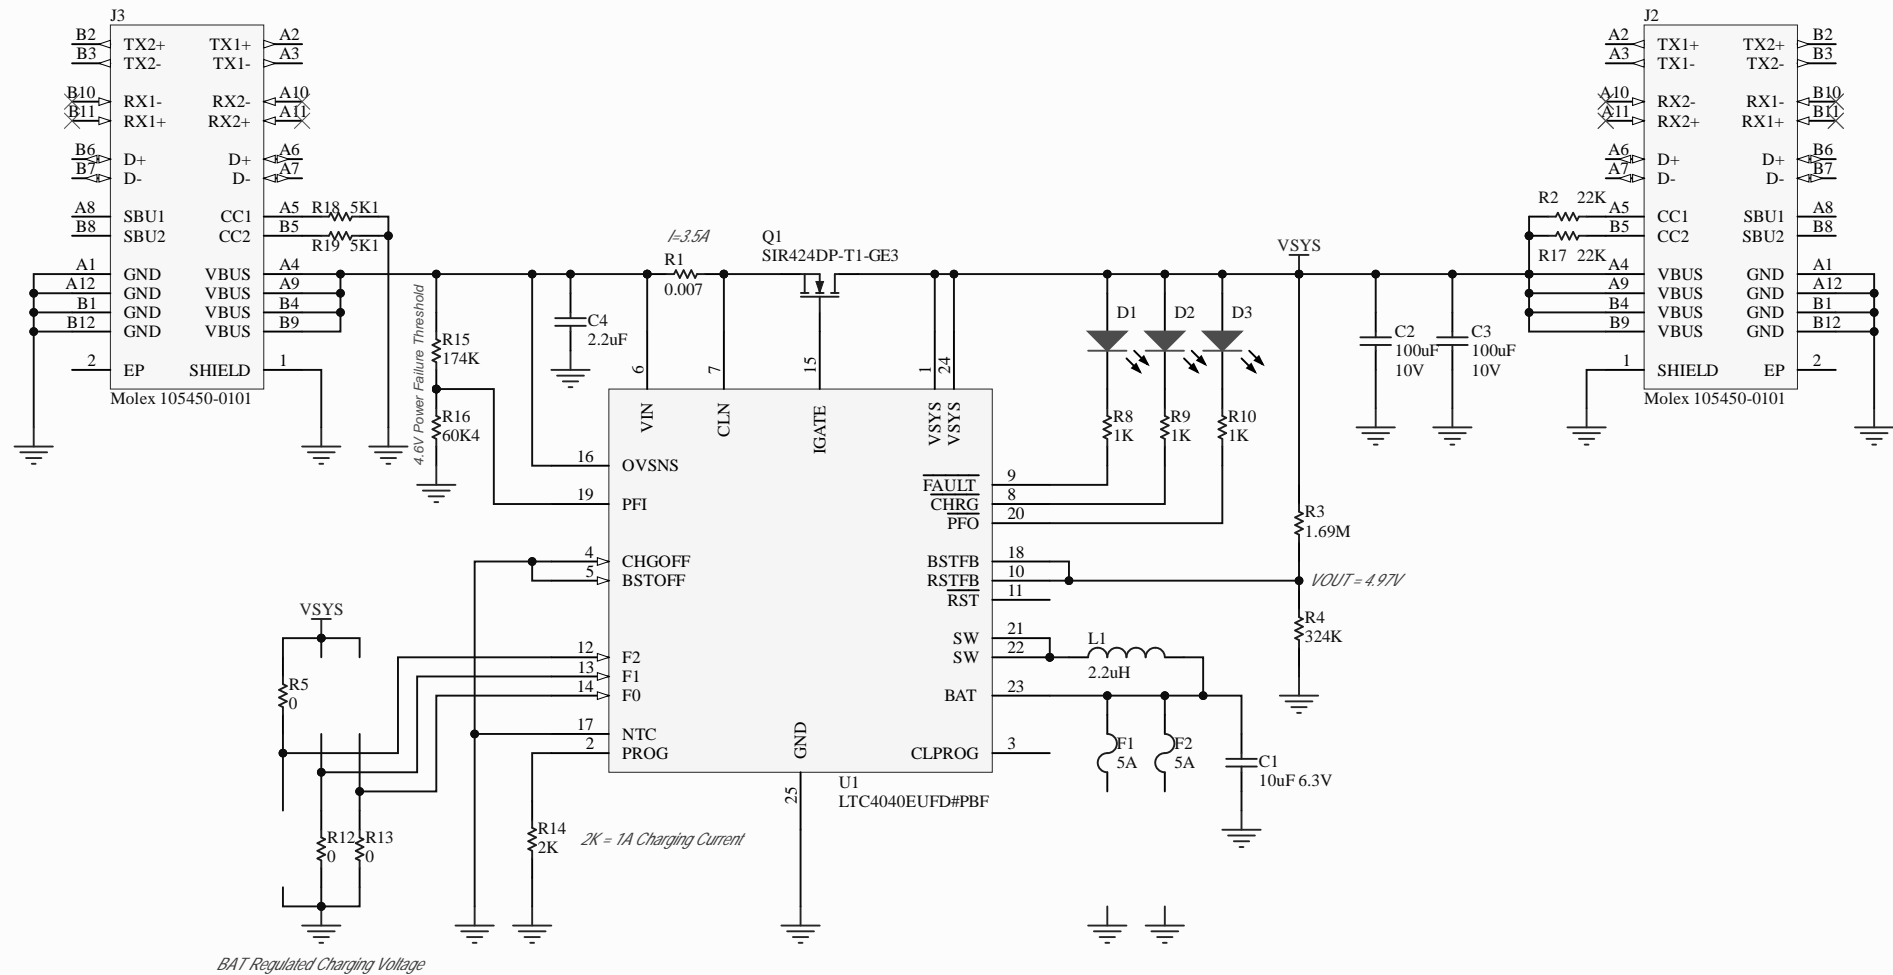 J3
B2 TX2+ TX1+ A2
B3 TX2- TX1- A3
B10 RX1- RX2- A10
B11 RX1+ RX2+ A11
B6 D+ D+ A6
B7 D- D- A7
A8 SBU1 CC1 A5
B8 SBU2 CC2 B5
A1 GND VBUS A4
A12 GND VBUS A9
B1 GND VBUS B4
B12 GND VBUS B9
2 EP SHIELD 1
Molex 105450-0101
R18 5K1
R19 5K1
4.6V Power Failure Threshold
R15
174K
R16
60K4
C4
2.2uF
I=3.5A
R1
0.007
Q1
SIR424DP-T1-GE3
6 VIN
7 CLN
15 IGATE
1 VSYS
24 VSYS
16 OVSNS
19 PFI
4 CHGOFF
5 BSTOFF
12 F2
13 F1
14 F0
17 NTC
2 PROG
FAULT 9
CHRG 8
PFO 20
BSTFB 18
RSTFB 10
RST 11
SW 21
SW 22
BAT 23
CLPROG 3
GND 25
U1
LTC4040EUFD#PBF
D1
D2
D3
R8
1K
R9
1K
R10
1K
VSYS
R3
1.69M
VOUT = 4.97V
R4
324K
L1
2.2uH
F1
5A
F2
5A
C1
10uF 6.3V
C2
100uF
10V
C3
100uF
10V
R2 22K
R17 22K
J2
A2 TX1+ TX2+ B2
A3 TX1- TX2- B3
A10 RX2- RX1- B10
A11 RX2+ RX1+ B11
A6 D+ D+ B6
A7 D- D- B7
A5 CC1 SBU1 A8
B5 CC2 SBU2 B8
A4 VBUS GND A1
A9 VBUS GND A12
B4 VBUS GND B1
B9 VBUS GND B12
1 SHIELD EP 2
Molex 105450-0101
VSYS
R5
0
R12
0
R13
0
R14
2K
2K = 1A Charging Current
BAT Regulated Charging Voltage